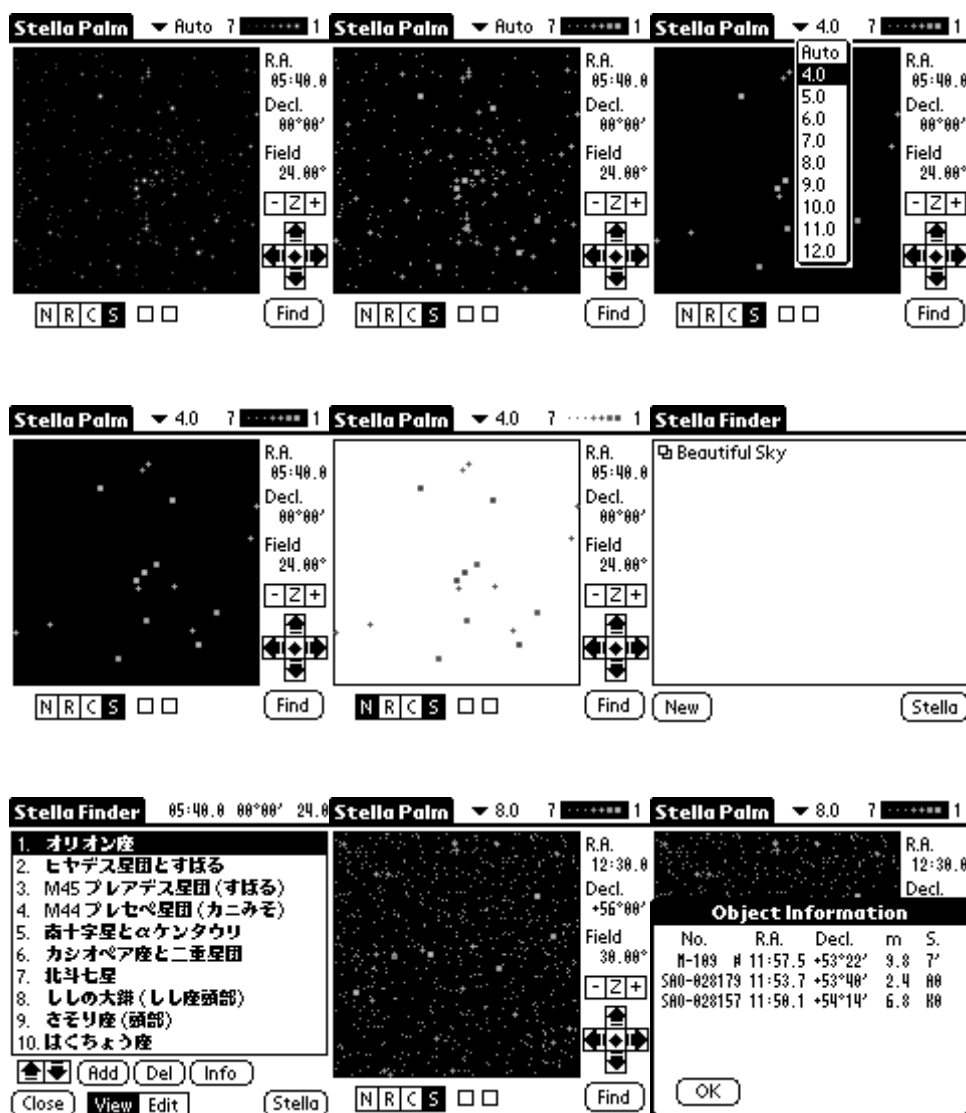 Stella Palm Auto 7 1
R.A.
05:40.0
Decl.
00°00′
Field
24.00°
- Z +
N R C S Find
Stella Palm Auto 7 1
R.A.
05:40.0
Decl.
00°00′
Field
24.00°
- Z +
N R C S Find
Stella Palm 4.0 7 1
Auto
4.0
5.0
6.0
7.0
8.0
9.0
10.0
11.0
12.0
R.A.
05:40.0
Decl.
00°00′
Field
24.00°
- Z +
N R C S Find
Stella Palm 4.0 7 1
R.A.
05:40.0
Decl.
00°00′
Field
24.00°
- Z +
N R C S Find
Stella Palm 4.0 7 1
R.A.
05:40.0
Decl.
00°00′
Field
24.00°
- Z +
N R C S Find
Stella Finder
Beautiful Sky
New Stella
Stella Finder 05:40.0 00°00′ 24.0
1. オリオン座
2. ヒヤデス星団とすばる
3. M45 プレアデス星団 (すばる)
4. M44 プレセペ星団 (カニみそ)
5. 南十字星とαケンタウリ
6. カシオペア座と二重星団
7. 北斗七星
8. ししの大鎌 (しし座頭部)
9. さそり座 (頭部)
10. はくちょう座
Add Del Info
Close View Edit Stella
Stella Palm 8.0 7 1
R.A.
12:30.0
Decl.
+56°00′
Field
30.00°
- Z +
N R C S Find
Stella Palm 8.0 7 1
R.A.
12:30.0
Decl.
Object Information
No. R.A. Decl. m S.
M-109 # 11:57.5 +53°22′ 9.8 7′
SAO-028179 11:53.7 +53°40′ 2.4 A0
SAO-028157 11:50.1 +54°14′ 6.8 K0
OK